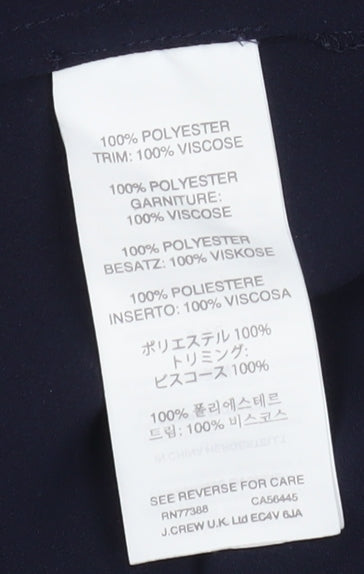 100% POLYESTER
TRIM: 100% VISCOSE
100% POLYESTER
GARNITURE:
100% VISCOSE
100% POLYESTER
BESATZ: 100% VISKOSE
100% POLIESTERE
INSERTO: 100% VISCOSA
ポリエステル 100%
トリミング:
ビスコース 100%
100% 폴리에스테르
트림: 100% 비스코스
SEE REVERSE FOR CARE
RN77388 CA56445
J.CREW U.K. Ltd EC4V 6JA